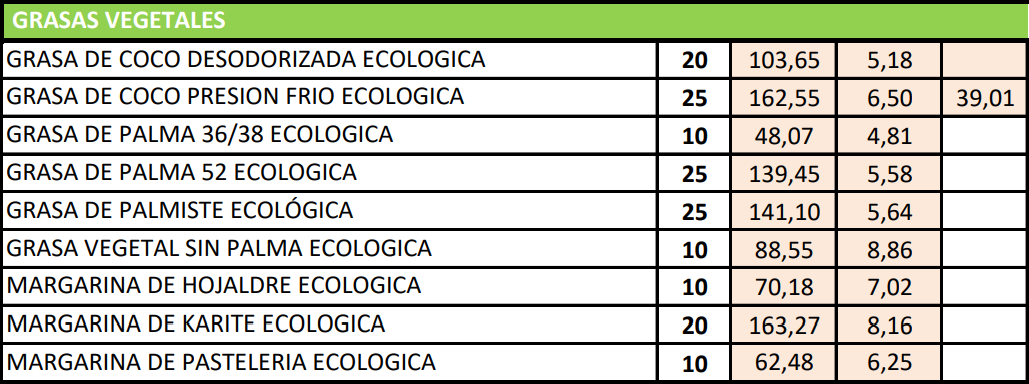 GRASAS VEGETALES
GRASA DE COCO DESODORIZADA ECOLOGICA 20 103,65 5,18
GRASA DE COCO PRESION FRIO ECOLOGICA 25 162,55 6,50 39,01
GRASA DE PALMA 36/38 ECOLOGICA 10 48,07 4,81
GRASA DE PALMA 52 ECOLOGICA 25 139,45 5,58
GRASA DE PALMISTE ECOLÓGICA 25 141,10 5,64
GRASA VEGETAL SIN PALMA ECOLOGICA 10 88,55 8,86
MARGARINA DE HOJALDRE ECOLOGICA 10 70,18 7,02
MARGARINA DE KARITE ECOLOGICA 20 163,27 8,16
MARGARINA DE PASTELERIA ECOLOGICA 10 62,48 6,25